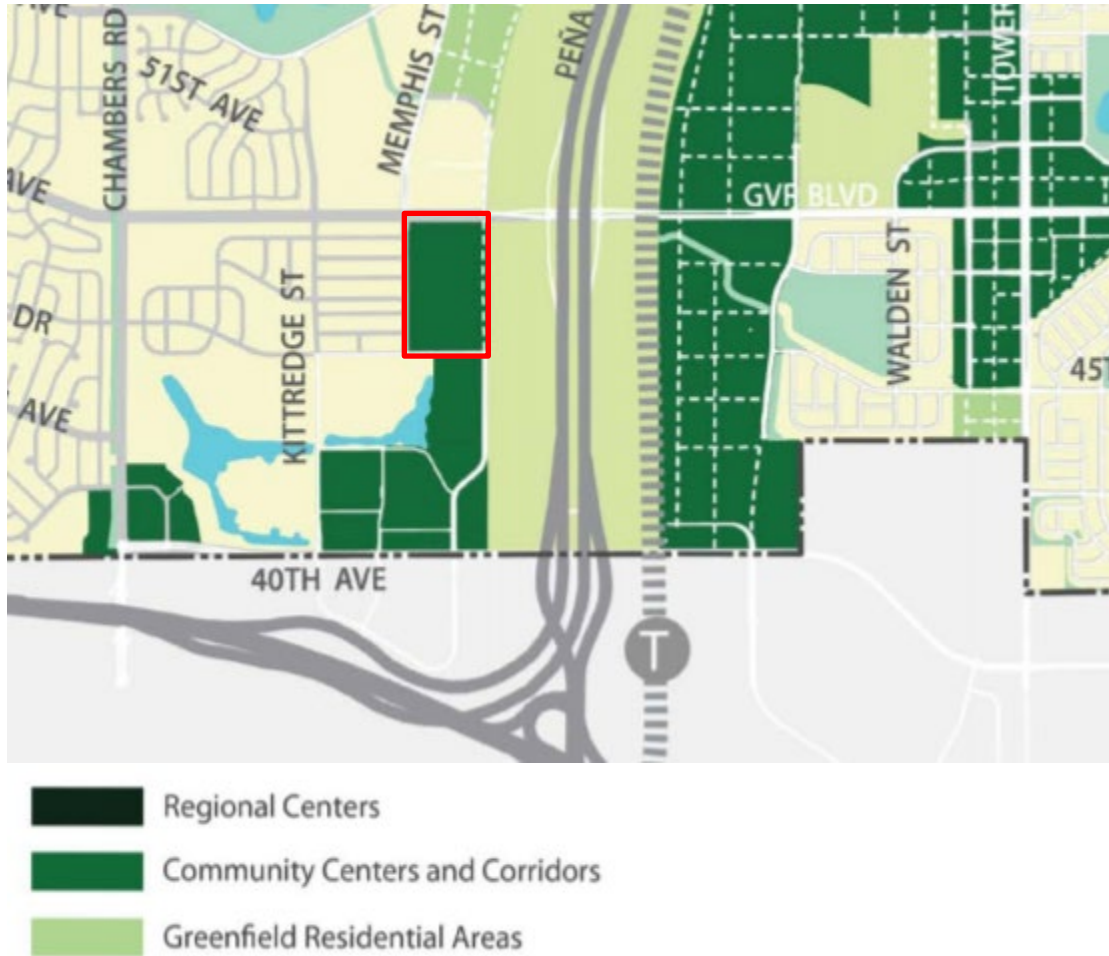 CHAMBERS RD
51ST AVE
MEMPHIS ST
PEÑA
TOWER
AVE
GVR BLVD
KITTREDGE ST
WALDEN ST
DR
AVE
45T
40TH AVE
T
Regional Centers
Community Centers and Corridors
Greenfield Residential Areas